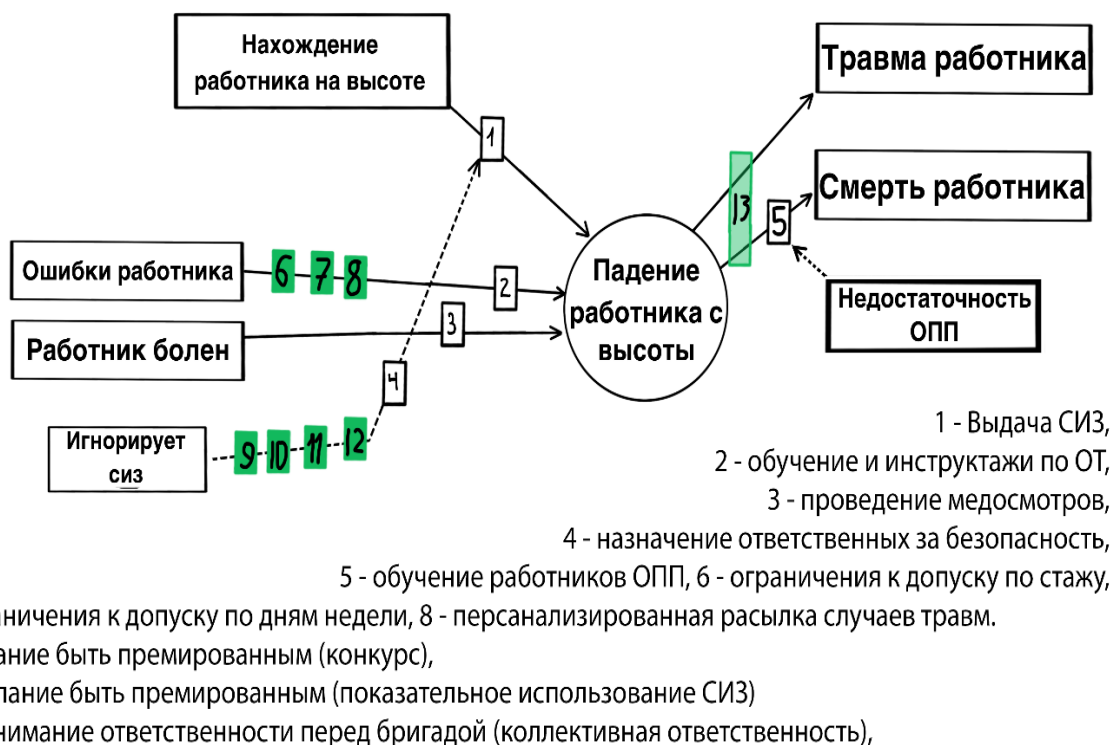 Нахождение
работника на высоте
Травма работника
1
Смерть работника
13
5
Ошибки работника
6 7 8
2
Падение
работника с
высоты
Недостаточность
ОПП
Работник болен
3
4
Игнорирует
сиз
9 10 11 12
1 - Выдача СИЗ,
2 - обучение и инструктажи по ОТ,
3 - проведение медосмотров,
4 - назначение ответственных за безопасность,
5 - обучение работников ОПП, 6 - ограничения к допуску по стажу,
к допуску по дням недели, 8 - персанализированная расылка случаев травм.
быть премированным (конкурс),
быть премированным (показательное использование СИЗ)
ответственности перед бригадой (коллективная ответственность),